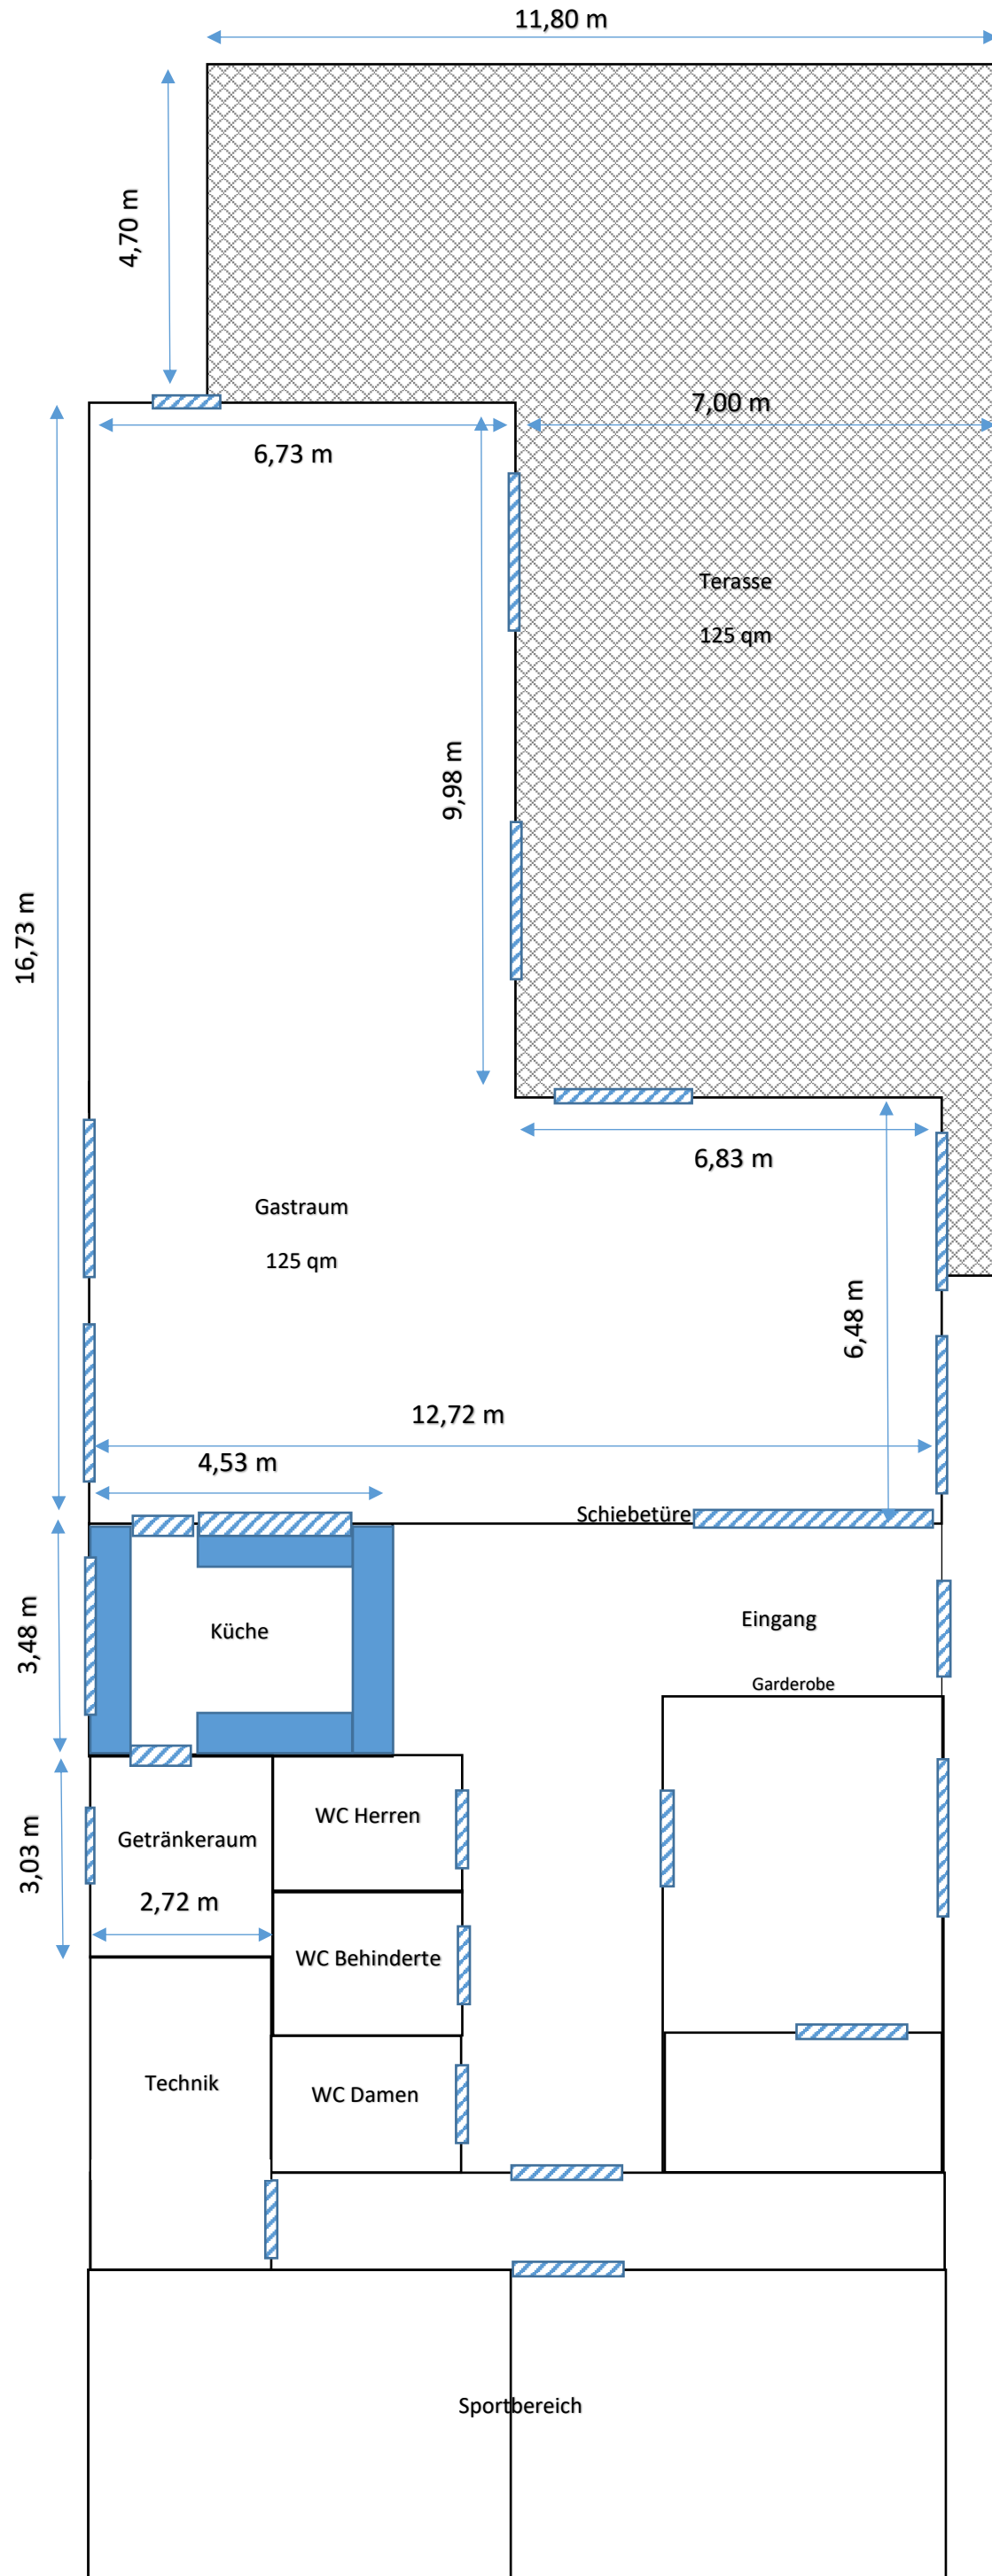 11,80 m
4,70 m
7,00 m
6,73 m
Terasse
125 qm
9,98 m
16,73 m
6,83 m
Gastraum
125 qm
6,48 m
12,72 m
4,53 m
Schiebetüre
3,48 m
Küche
Eingang
Garderobe
WC Herren
Getränkeraum
3,03 m
2,72 m
WC Behinderte
Technik
WC Damen
Sportbereich